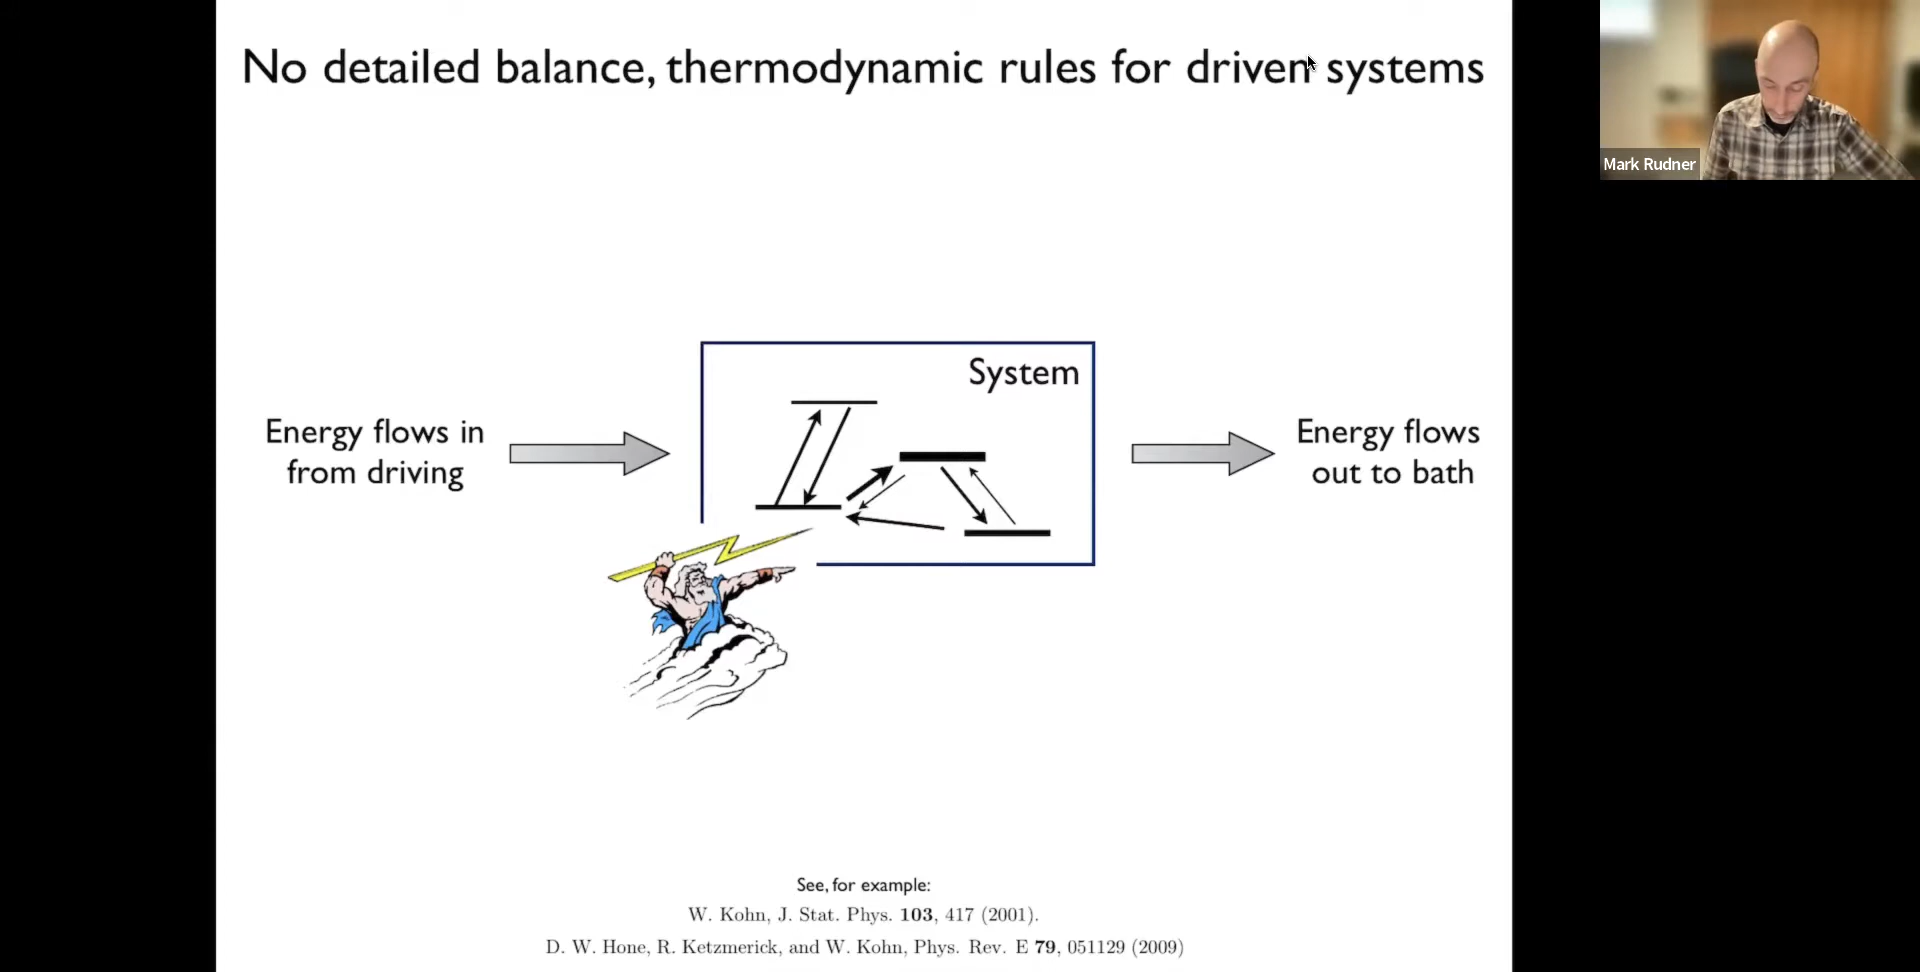 No detailed balance, thermodynamic rules for driven systems
Mark Rudner
System
Energy flows in
from driving
Energy flows
out to bath
See, for example:
W. Kohn, J. Stat. Phys. 103, 417 (2001).
D. W. Hone, R. Ketzmerick, and W. Kohn, Phys. Rev. E 79, 051129 (2009)